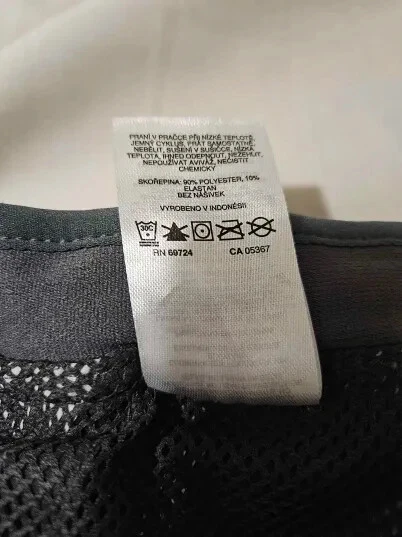 PRANÍ V PRAČCE PŘI NÍZKÉ TEPLOTĚ,
JEMNÝ CYKLUS, PRÁT SAMOSTATNĚ,
NEBĚLIT, SUŠENÍ V SUŠIČCE, NÍZKÁ
TEPLOTA, IHNED ODEPNOUT, NEŽEHLIT,
NEPOUŽÍVAT AVIVÁŽ, NEČISTIT
CHEMICKY
SKOŘEPINA: 90% POLYESTER, 10%
ELASTAN
BEZ NÁŠIVEK
VYROBENO V INDONÉSII
30C
RN 69724 CA 05367